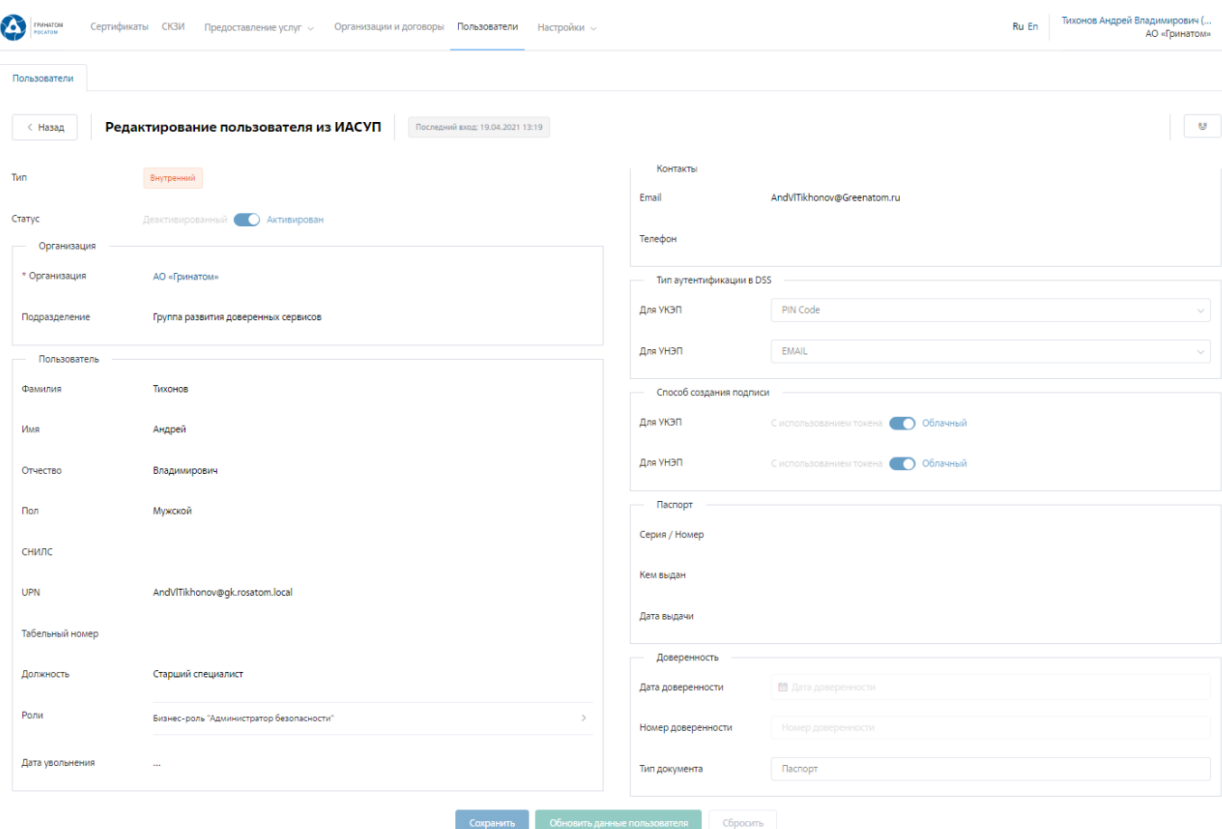 ГРИНАТОМ
РОСАТОМ
Сертификаты СКЗИ Предоставление услуг Организации и договоры Пользователи Настройки
Ru En
Тихонов Андрей Владимирович (...
АО «Гринатом»
Пользователи
< Назад
Редактирование пользователя из ИАСУП
Последний вход: 19.04.2021 13:19
Тип Внутренний
Статус Деактивированный Активирован
Организация
* Организация АО «Гринатом»
Подразделение Группа развития доверенных сервисов
Пользователь
Фамилия Тихонов
Имя Андрей
Отчество Владимирович
Пол Мужской
СНИЛС
UPN AndVlTikhonov@gk.rosatom.local
Табельный номер
Должность Старший специалист
Роли Бизнес-роль "Администратор безопасности"
Дата увольнения ...
Контакты
Email AndVlTikhonov@Greenatom.ru
Телефон
Тип аутентификации в DSS
Для УКЭП PIN Code
Для УНЭП EMAIL
Способ создания подписи
Для УКЭП С использованием токена Облачный
Для УНЭП С использованием токена Облачный
Паспорт
Серия / Номер
Кем выдан
Дата выдачи
Доверенность
Дата доверенности Дата доверенности
Номер доверенности Номер доверенности
Тип документа Паспорт
Сохранить Обновить данные пользователя Сбросить